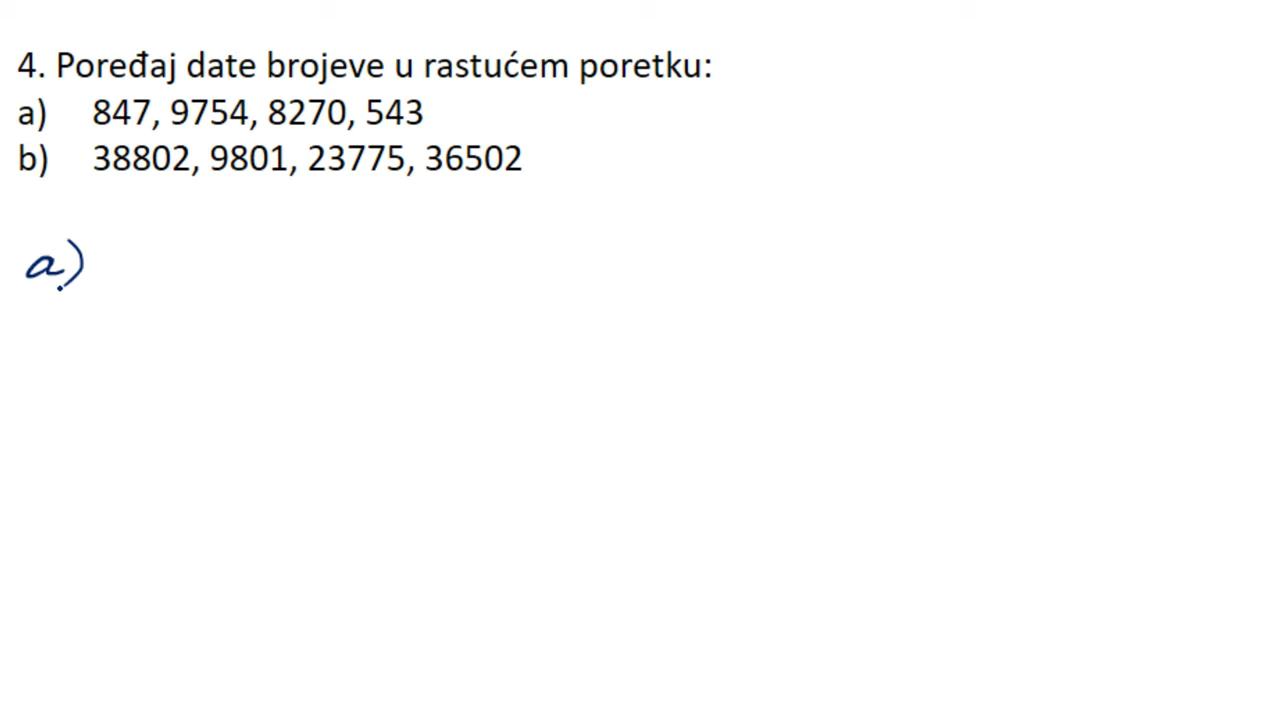 4. Poređaj date brojeve u rastućem poretku:
a) 847, 9754, 8270, 543
b) 38802, 9801, 23775, 36502
a)